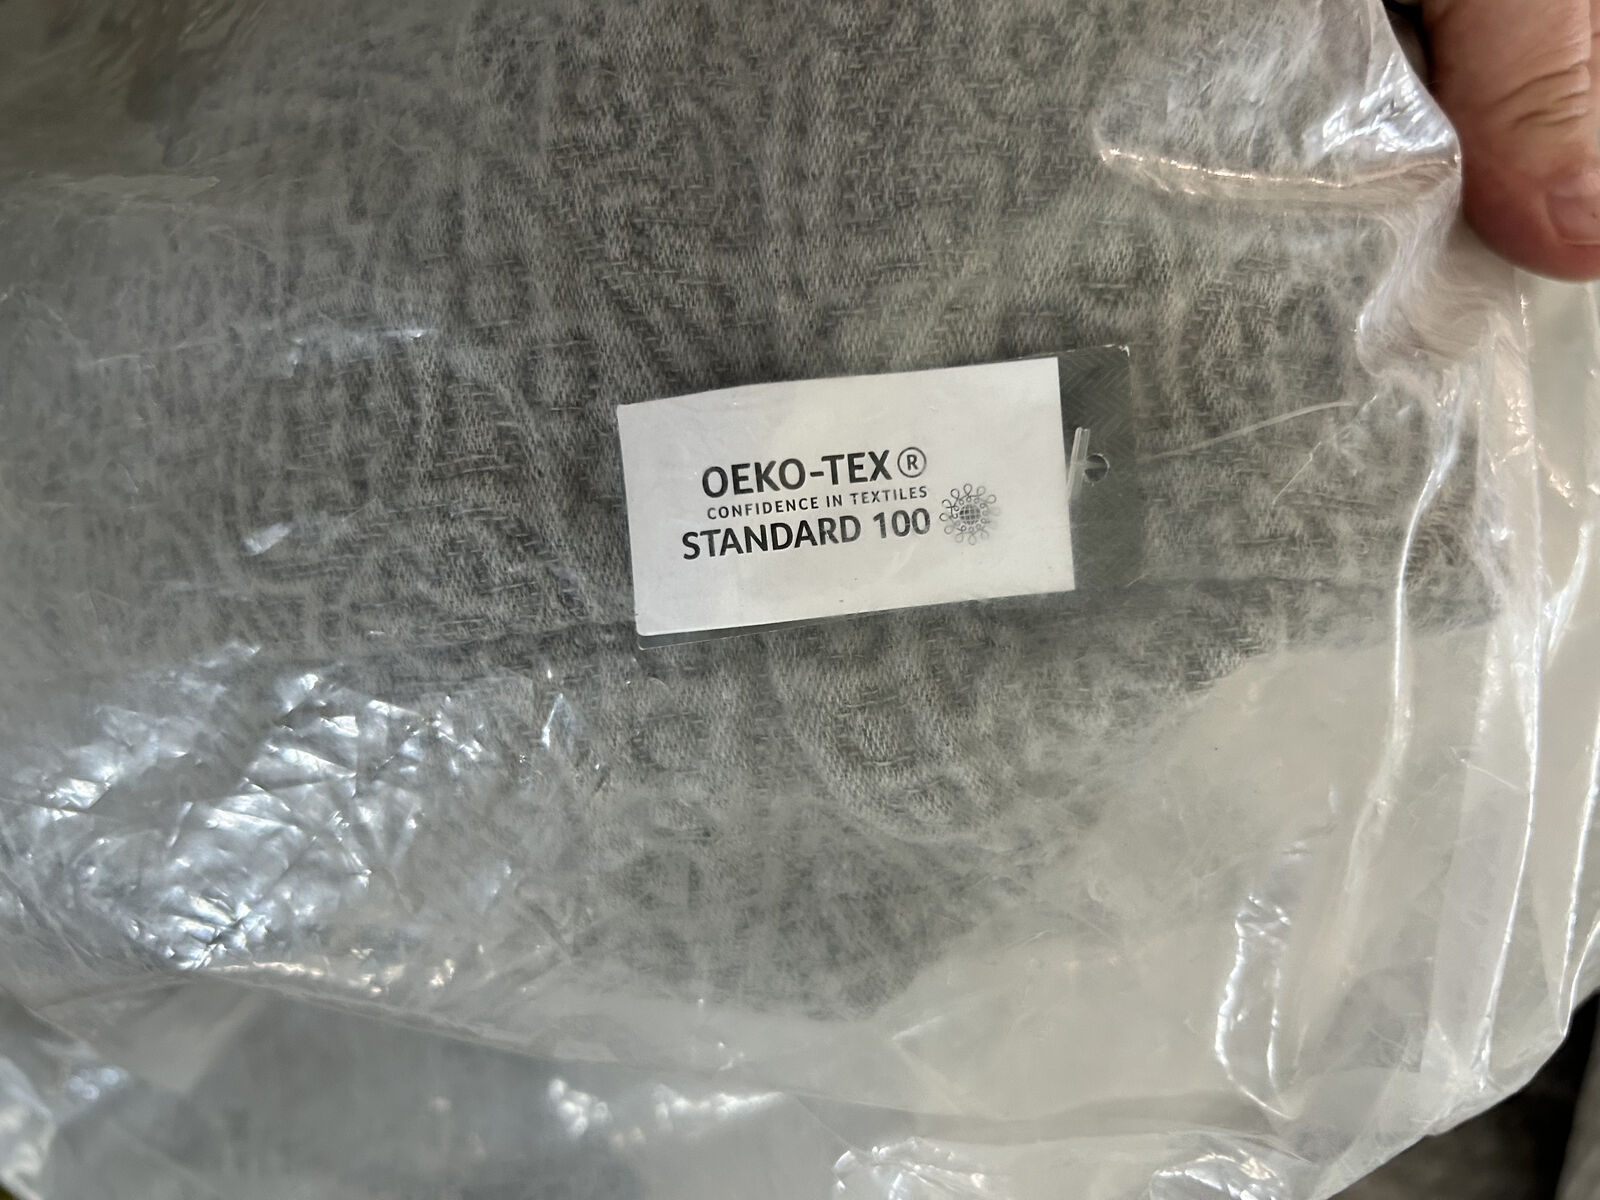 OEKO-TEX®
CONFIDENCE IN TEXTILES
STANDARD 100